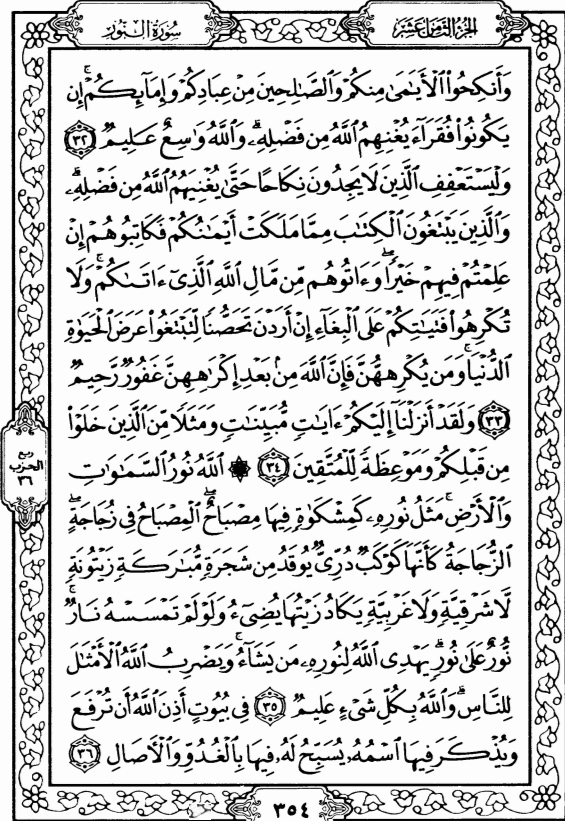 الجزء الثامن عشر
سورة النور
وَأَنكِحُوا۟ ٱلْأَيَـٰمَىٰ مِنكُمْ وَٱلصَّـٰلِحِينَ مِنْ عِبَادِكُمْ وَإِمَآئِكُمْ ۚ إِن
يَكُونُوا۟ فُقَرَآءَ يُغْنِهِمُ ٱللَّهُ مِن فَضْلِهِۦ ۗ وَٱللَّهُ وَٰسِعٌ عَلِيمٌ ٣٢
وَلْيَسْتَعْفِفِ ٱلَّذِينَ لَا يَجِدُونَ نِكَاحًا حَتَّىٰ يُغْنِيَهُمُ ٱللَّهُ مِن فَضْلِهِۦ ۗ
وَٱلَّذِينَ يَبْتَغُونَ ٱلْكِتَـٰبَ مِمَّا مَلَكَتْ أَيْمَـٰنُكُمْ فَكَاتِبُوهُمْ إِنْ
عَلِمْتُمْ فِيهِمْ خَيْرًا ۖ وَءَاتُوهُم مِّن مَّالِ ٱللَّهِ ٱلَّذِىٓ ءَاتَىٰكُمْ ۚ وَلَا
تُكْرِهُوا۟ فَتَيَـٰتِكُمْ عَلَى ٱلْبِغَآءِ إِنْ أَرَدْنَ تَحَصُّنًا لِّتَبْتَغُوا۟ عَرَضَ ٱلْحَيَوٰةِ
ٱلدُّنْيَا ۚ وَمَن يُكْرِههُّنَّ فَإِنَّ ٱللَّهَ مِنۢ بَعْدِ إِكْرَٰهِهِنَّ غَفُورٌ رَّحِيمٌ
٣٣ وَلَقَدْ أَنزَلْنَآ إِلَيْكُمْ ءَايَـٰتٍ مُّبَيِّنَـٰتٍ وَمَثَلًا مِّنَ ٱلَّذِينَ خَلَوْا۟
مِن قَبْلِكُمْ وَمَوْعِظَةً لِّلْمُتَّقِينَ ٣٤ ۞ ٱللَّهُ نُورُ ٱلسَّمَـٰوَٰتِ
وَٱلْأَرْضِ ۚ مَثَلُ نُورِهِۦ كَمِشْكَوٰةٍ فِيهَا مِصْبَاحٌ ۖ ٱلْمِصْبَاحُ فِى زُجَاجَةٍ ۖ
ٱلزُّجَاجَةُ كَأَنَّهَا كَوْكَبٌ دُرِّىٌّ يُوقَدُ مِن شَجَرَةٍ مُّبَـٰرَكَةٍ زَيْتُونَةٍ
لَّا شَرْقِيَّةٍ وَلَا غَرْبِيَّةٍ يَكَادُ زَيْتُهَا يُضِىٓءُ وَلَوْ لَمْ تَمْسَسْهُ نَارٌ ۚ
نُّورٌ عَلَىٰ نُورٍ ۗ يَهْدِى ٱللَّهُ لِنُورِهِۦ مَن يَشَآءُ ۚ وَيَضْرِبُ ٱللَّهُ ٱلْأَمْثَـٰلَ
لِلنَّاسِ ۗ وَٱللَّهُ بِكُلِّ شَىْءٍ عَلِيمٌ ٣٥ فِى بُيُوتٍ أَذِنَ ٱللَّهُ أَن تُرْفَعَ
وَيُذْكَرَ فِيهَا ٱسْمُهُۥ يُسَبِّحُ لَهُۥ فِيهَا بِٱلْغُدُوِّ وَٱلْـَٔاصَالِ ٣٦
ربع
الحزب
٣٦
٣٥٤